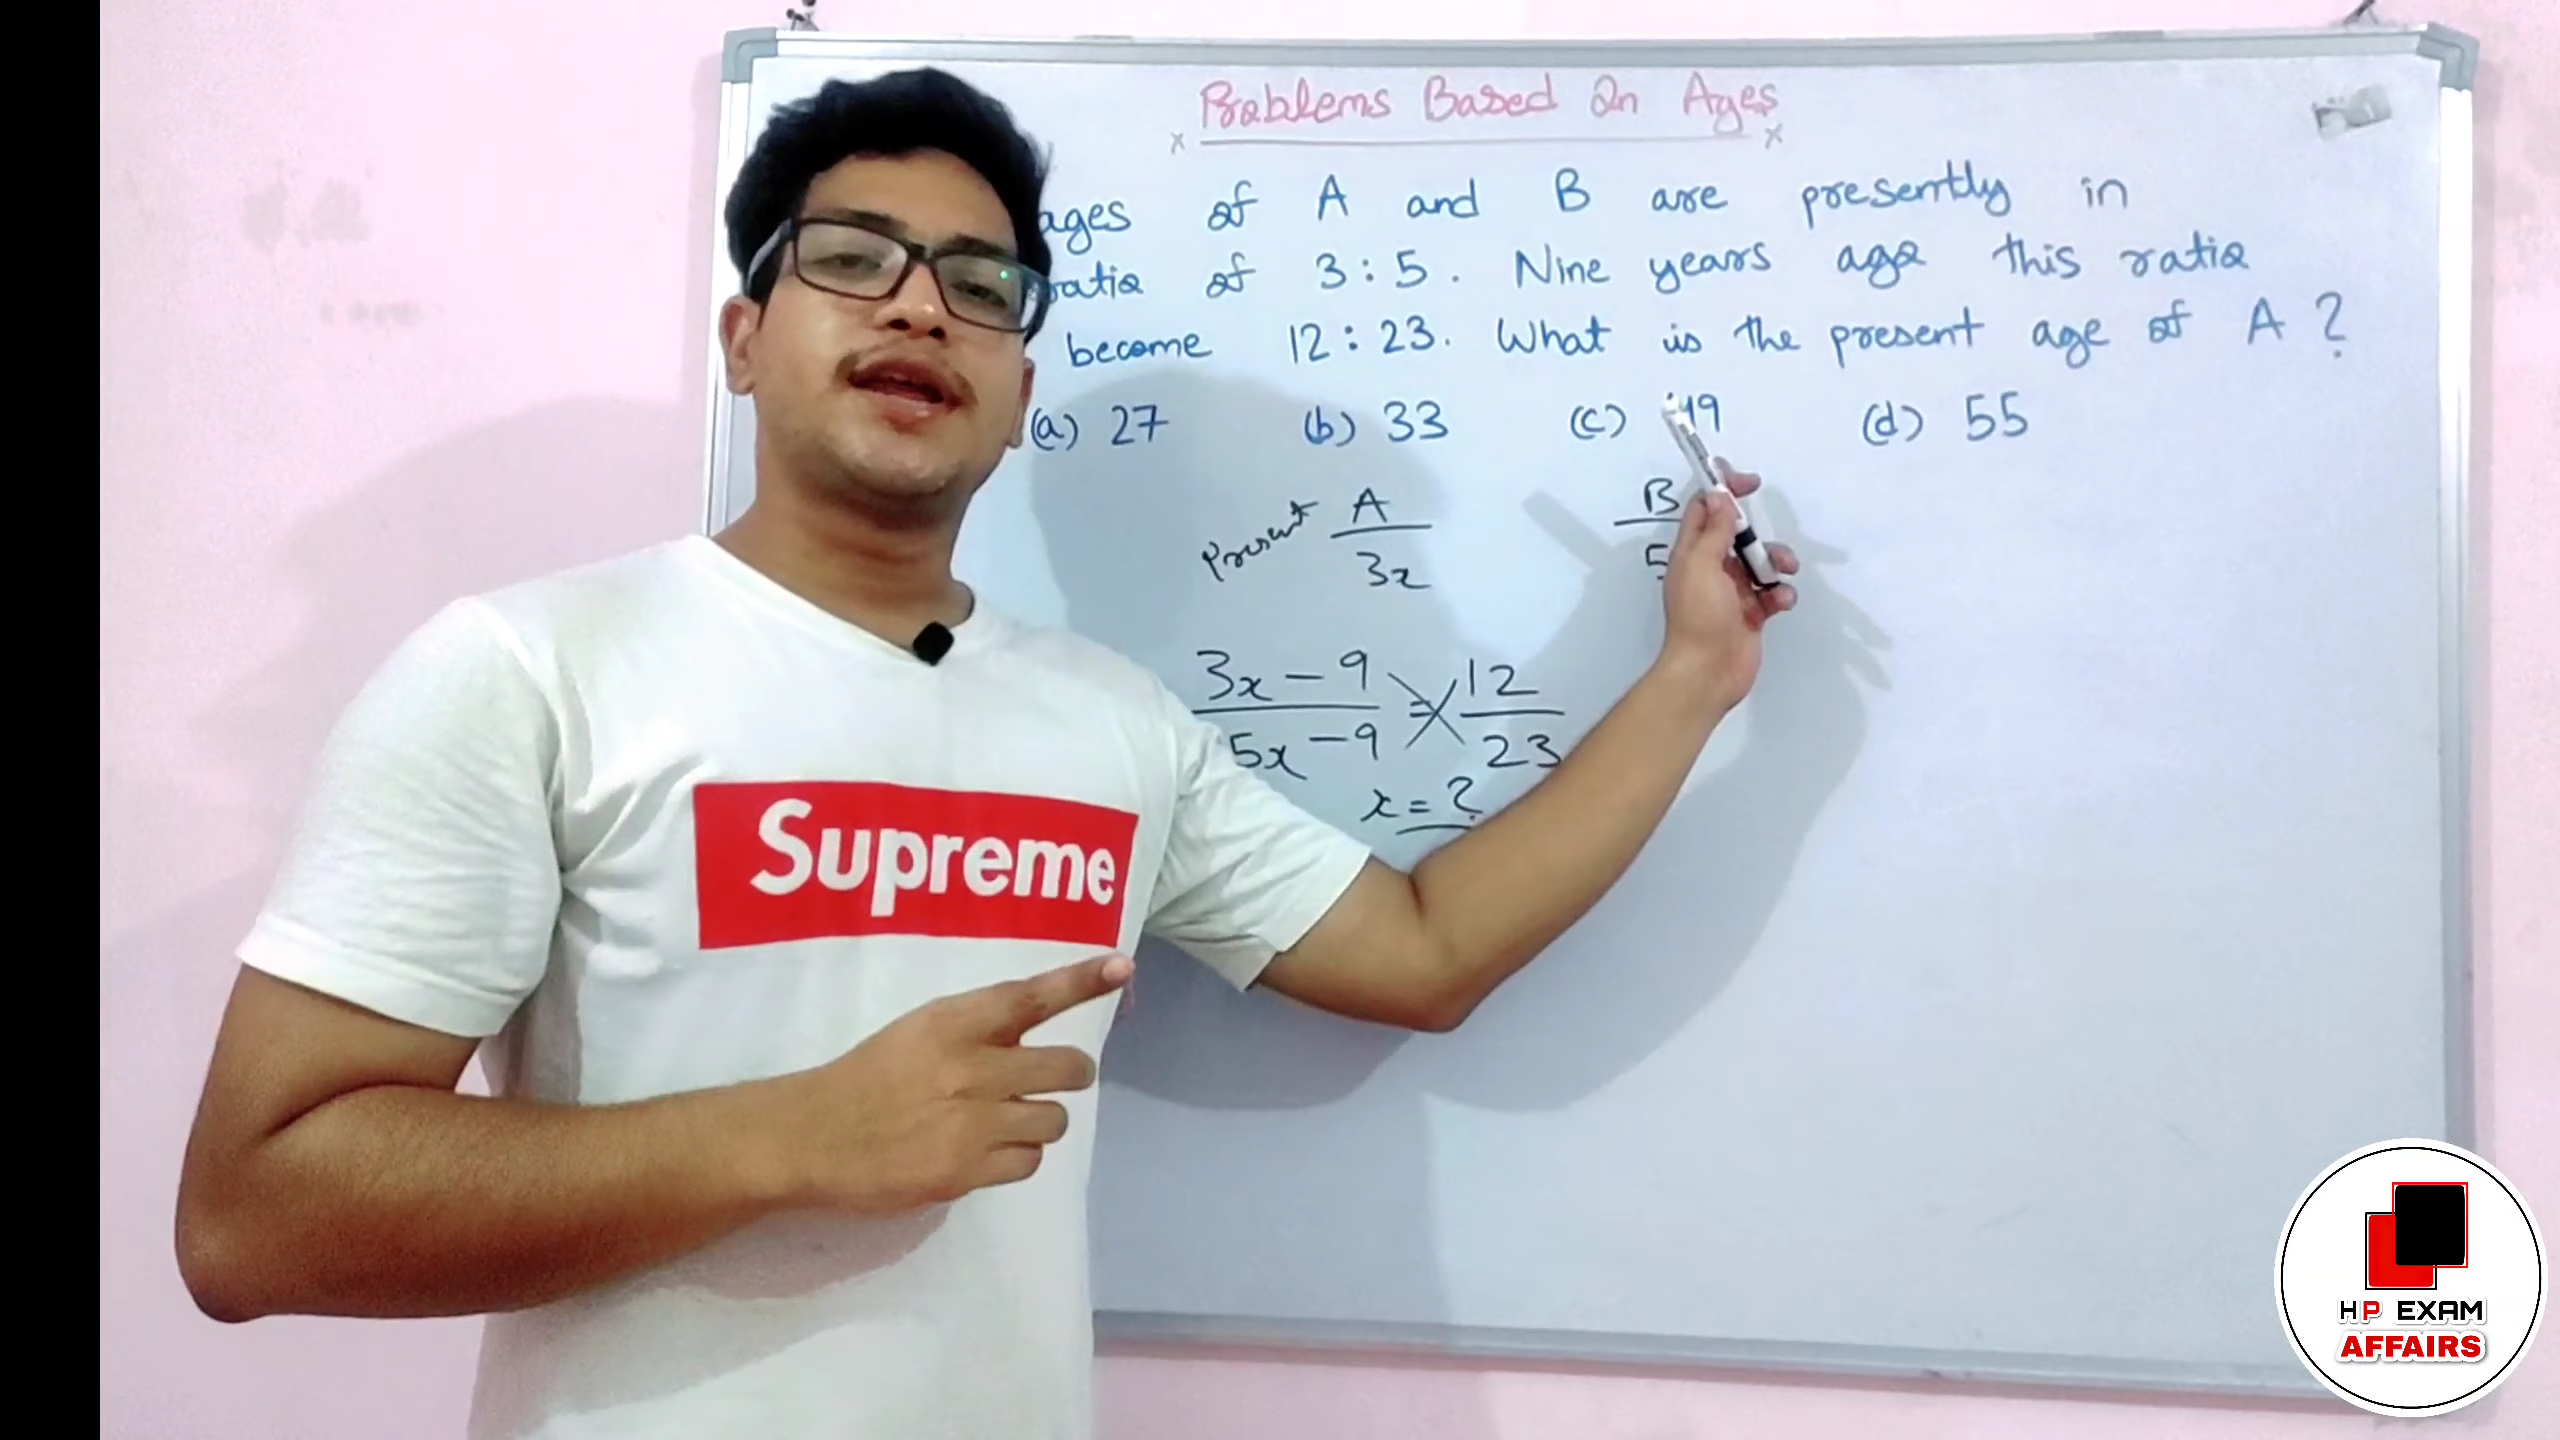 Problems Based On Ages
ages of A and B are presently in
ratio of 3:5. Nine years ago this ratio
become 12:23. What is the present age of A?
(a) 27 (b) 33 (c) 49 (d) 55
Present A B
3x 5
3x-9 = 12
5x-9 23
x = ?
Supreme
HP EXAM
AFFAIRS